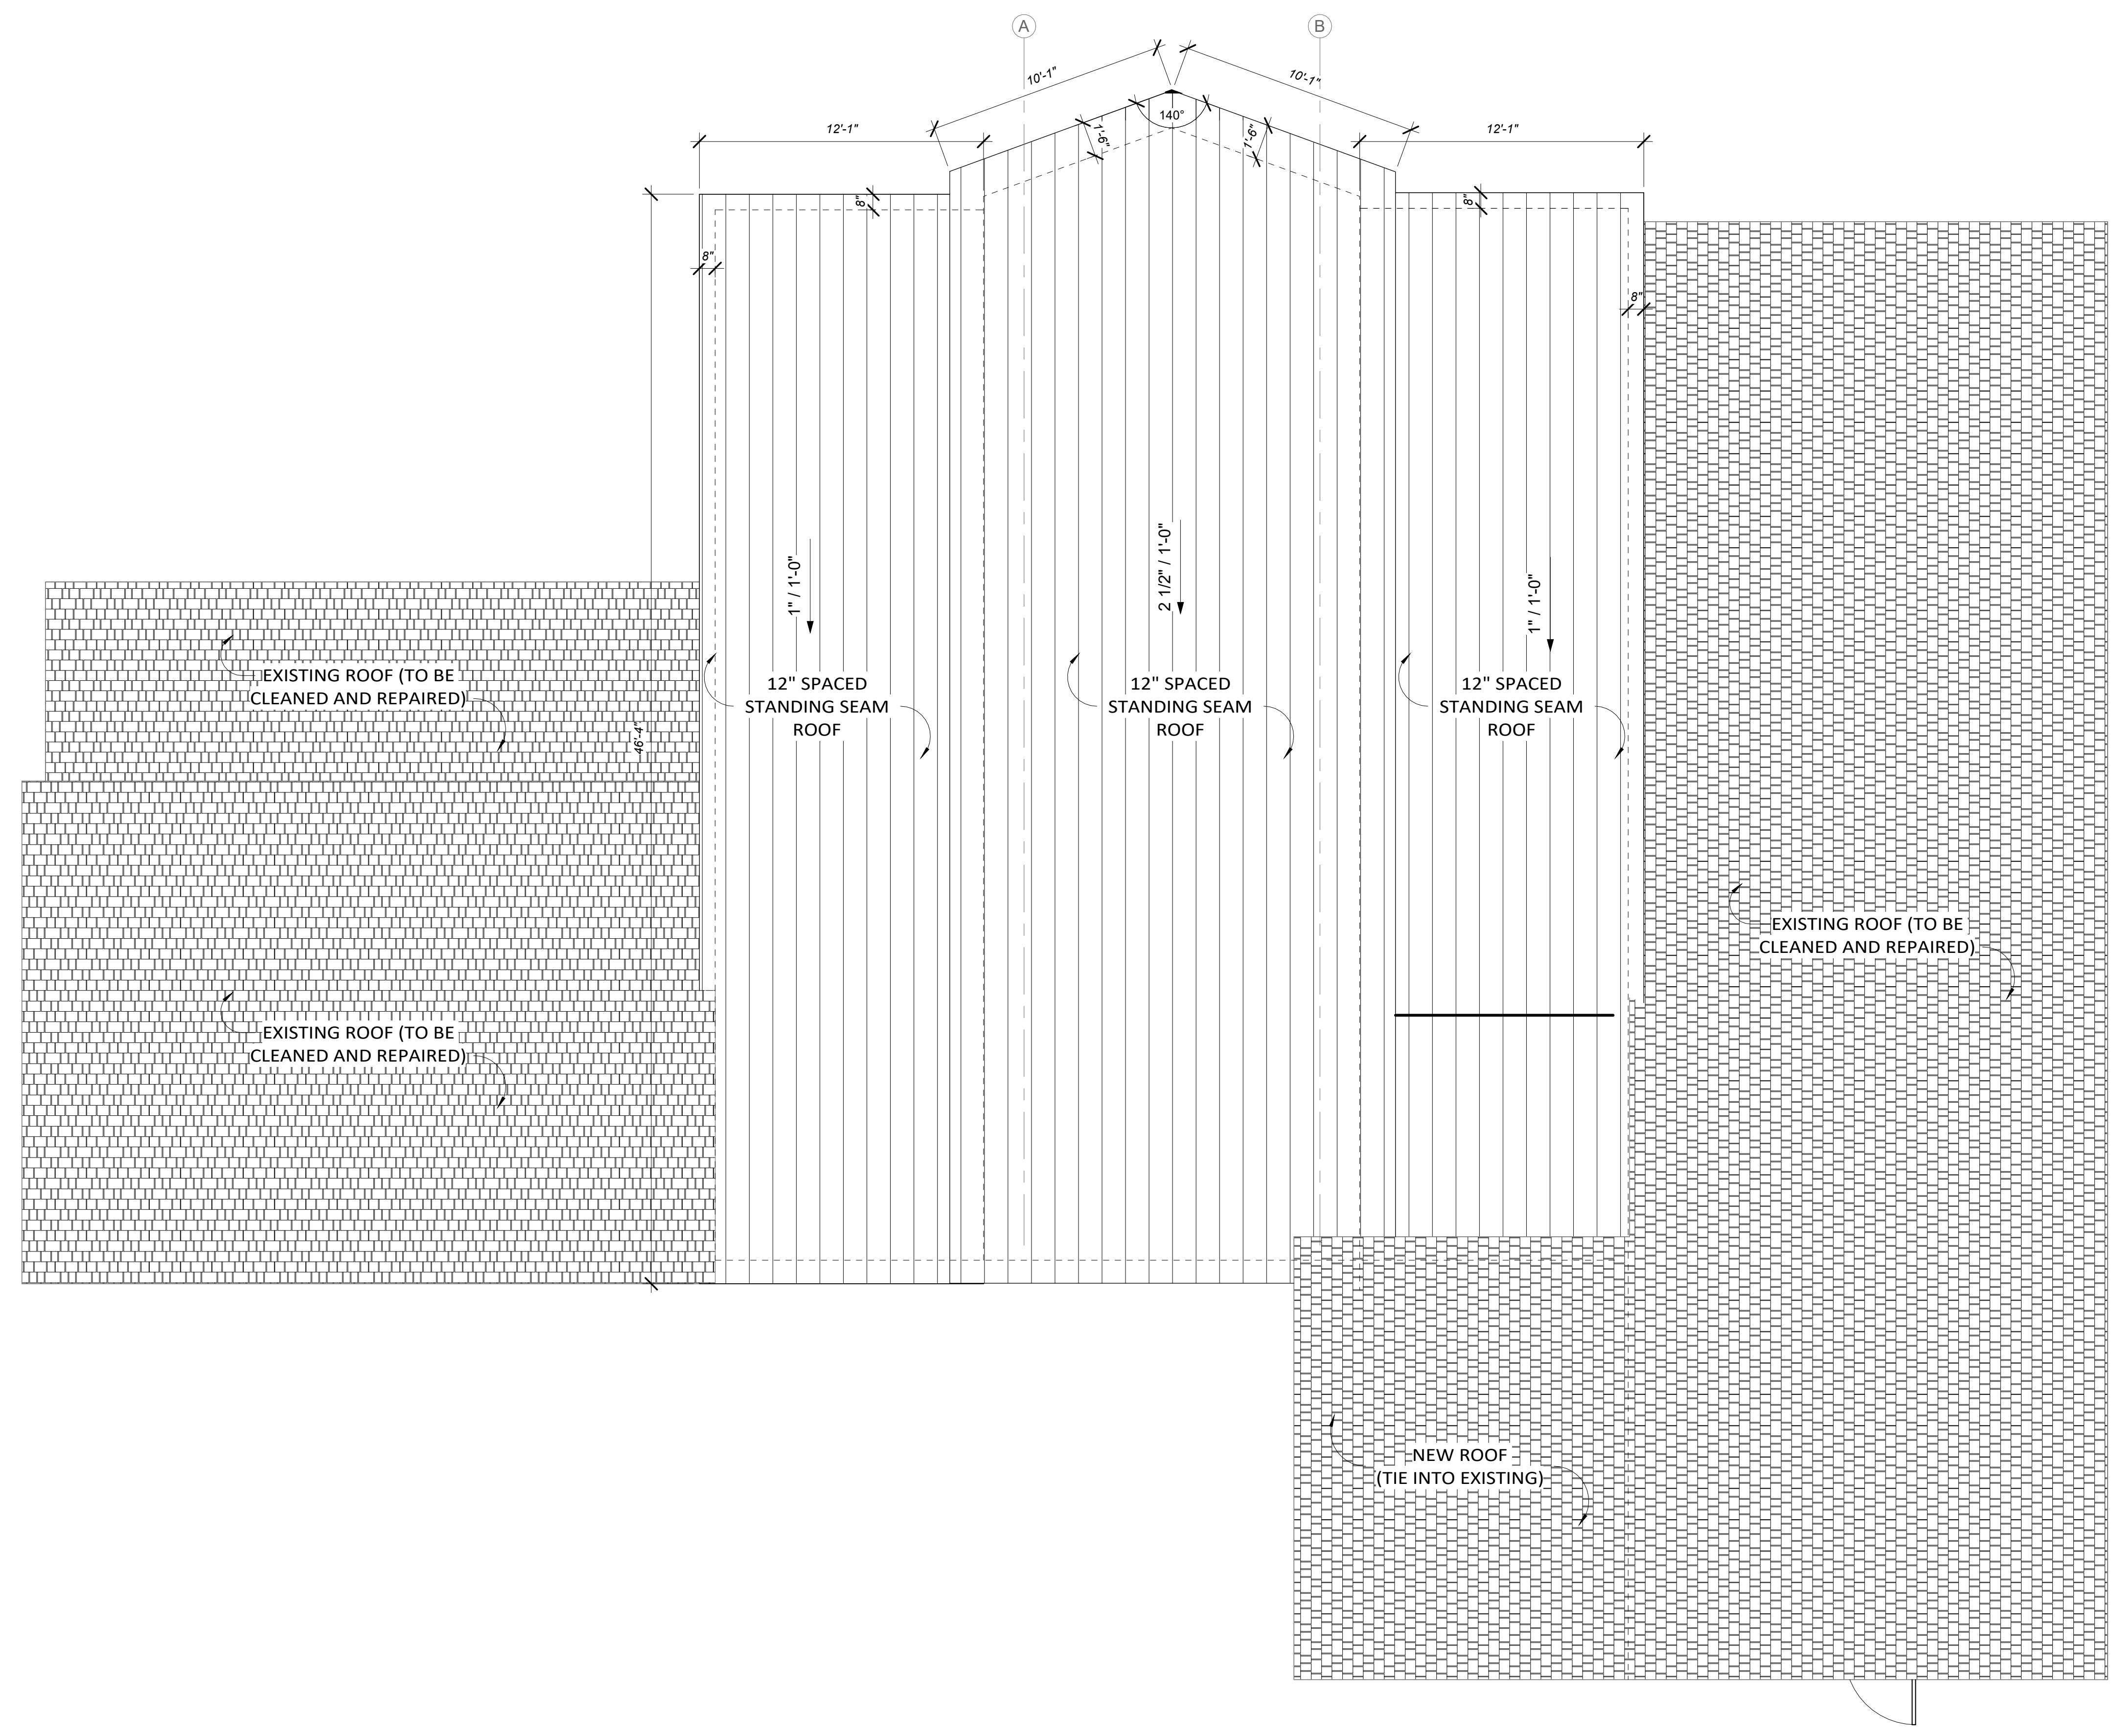 A
B
10'-1"
10'-1"
140°
12'-1"
12'-1"
1'-6"
1'-6"
8"
8"
8"
8"
1" / 1'-0"
2 1/2" / 1'-0"
1" / 1'-0"
EXISTING ROOF (TO BE
CLEANED AND REPAIRED)
12" SPACED
STANDING SEAM
ROOF
12" SPACED
STANDING SEAM
ROOF
12" SPACED
STANDING SEAM
ROOF
46'-4"
EXISTING ROOF (TO BE
CLEANED AND REPAIRED)
EXISTING ROOF (TO BE
CLEANED AND REPAIRED)
NEW ROOF
(TIE INTO EXISTING)